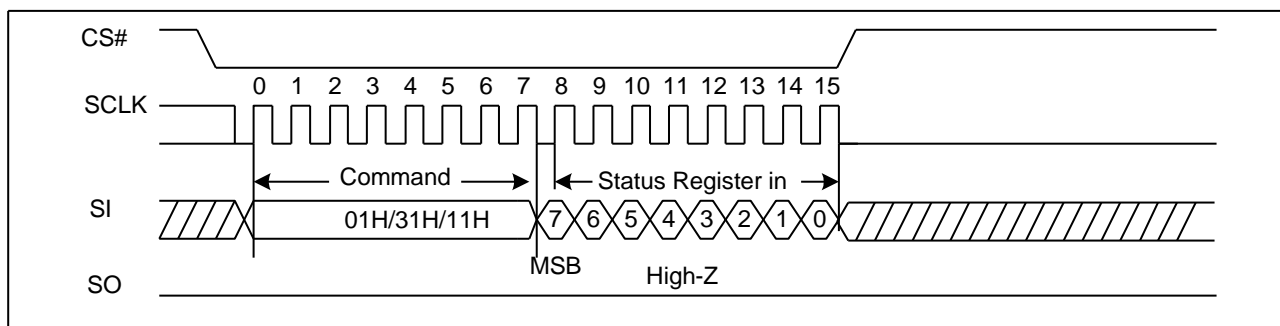 CS#
0 1 2 3 4 5 6 7 8 9 10 11 12 13 14 15
SCLK
Command Status Register in
SI 01H/31H/11H 7 6 5 4 3 2 1 0
MSB High-Z
SO